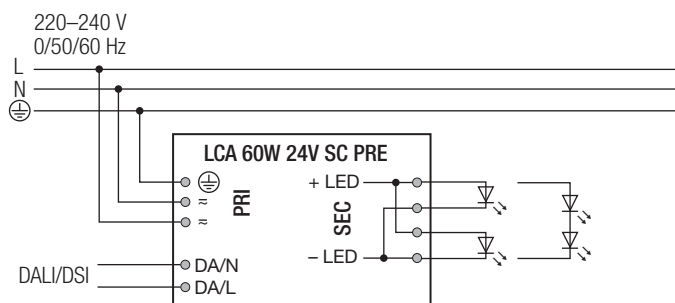 220–240 V
0/50/60 Hz
L
N
LCA 60W 24V SC PRE
PRI
≂
≂
+ LED
SEC
– LED
DALI/DSI
DA/N
DA/L